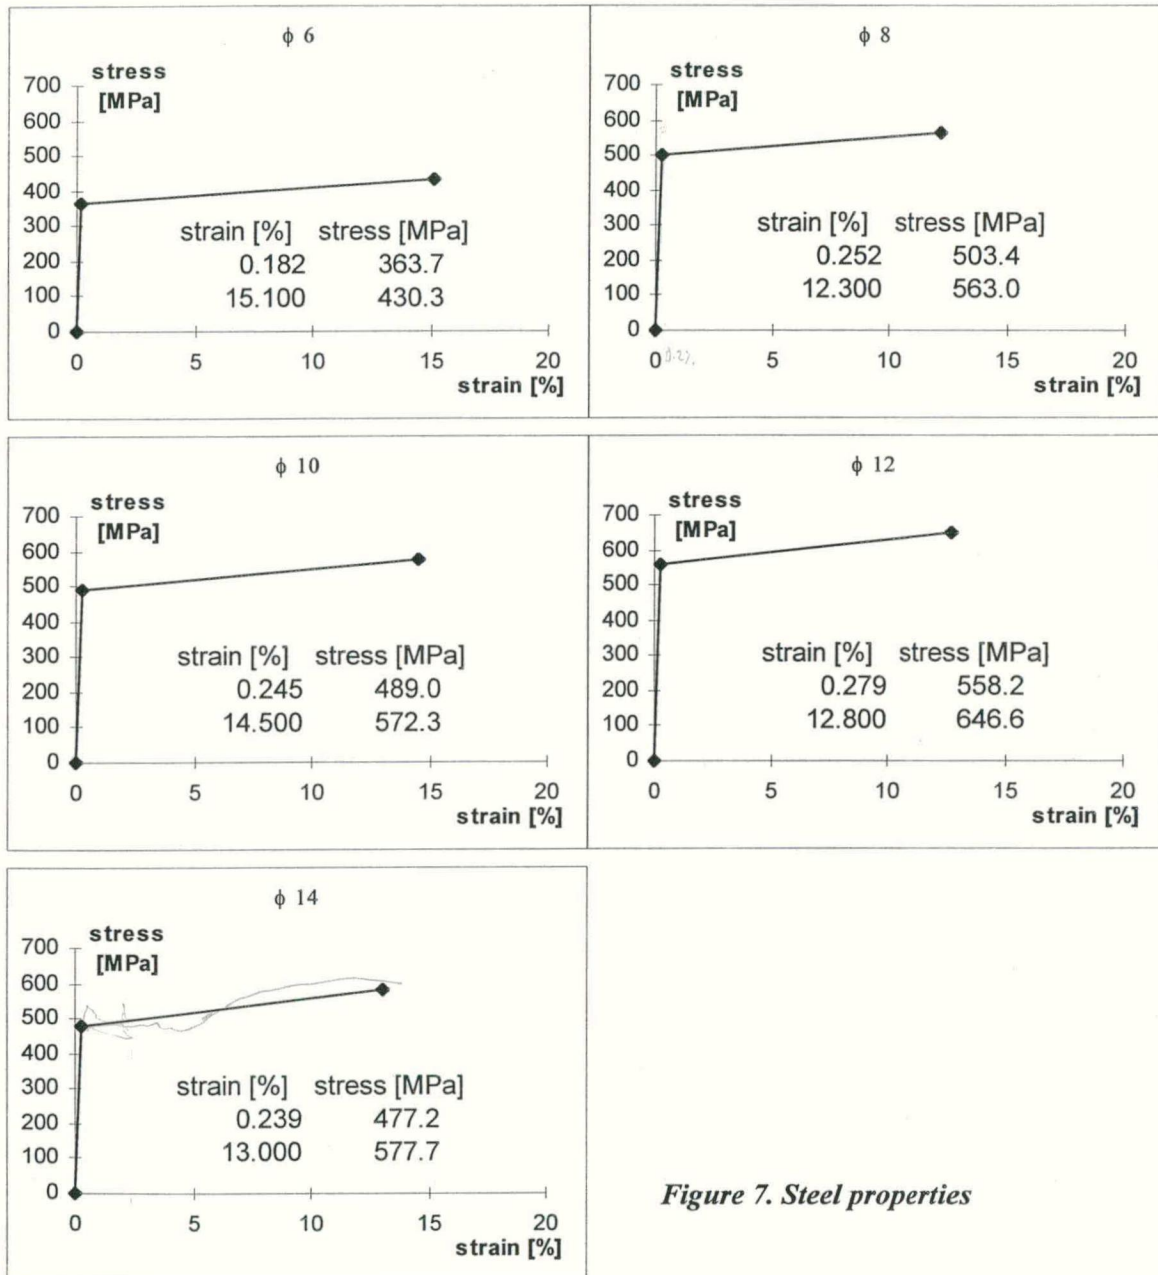 ϕ 6
stress
[MPa]
700
600
500
400
300
200
100
0
strain [%] stress [MPa]
0.182 363.7
15.100 430.3
0 5 10 15 20
strain [%]
ϕ 8
stress
[MPa]
700
600
500
400
300
200
100
0
strain [%] stress [MPa]
0.252 503.4
12.300 563.0
0 5 10 15 20
strain [%]
ϕ 10
stress
[MPa]
700
600
500
400
300
200
100
0
strain [%] stress [MPa]
0.245 489.0
14.500 572.3
0 5 10 15 20
strain [%]
ϕ 12
stress
[MPa]
700
600
500
400
300
200
100
0
strain [%] stress [MPa]
0.279 558.2
12.800 646.6
0 5 10 15 20
strain [%]
ϕ 14
stress
[MPa]
700
600
500
400
300
200
100
0
strain [%] stress [MPa]
0.239 477.2
13.000 577.7
0 5 10 15 20
strain [%]
Figure 7. Steel properties